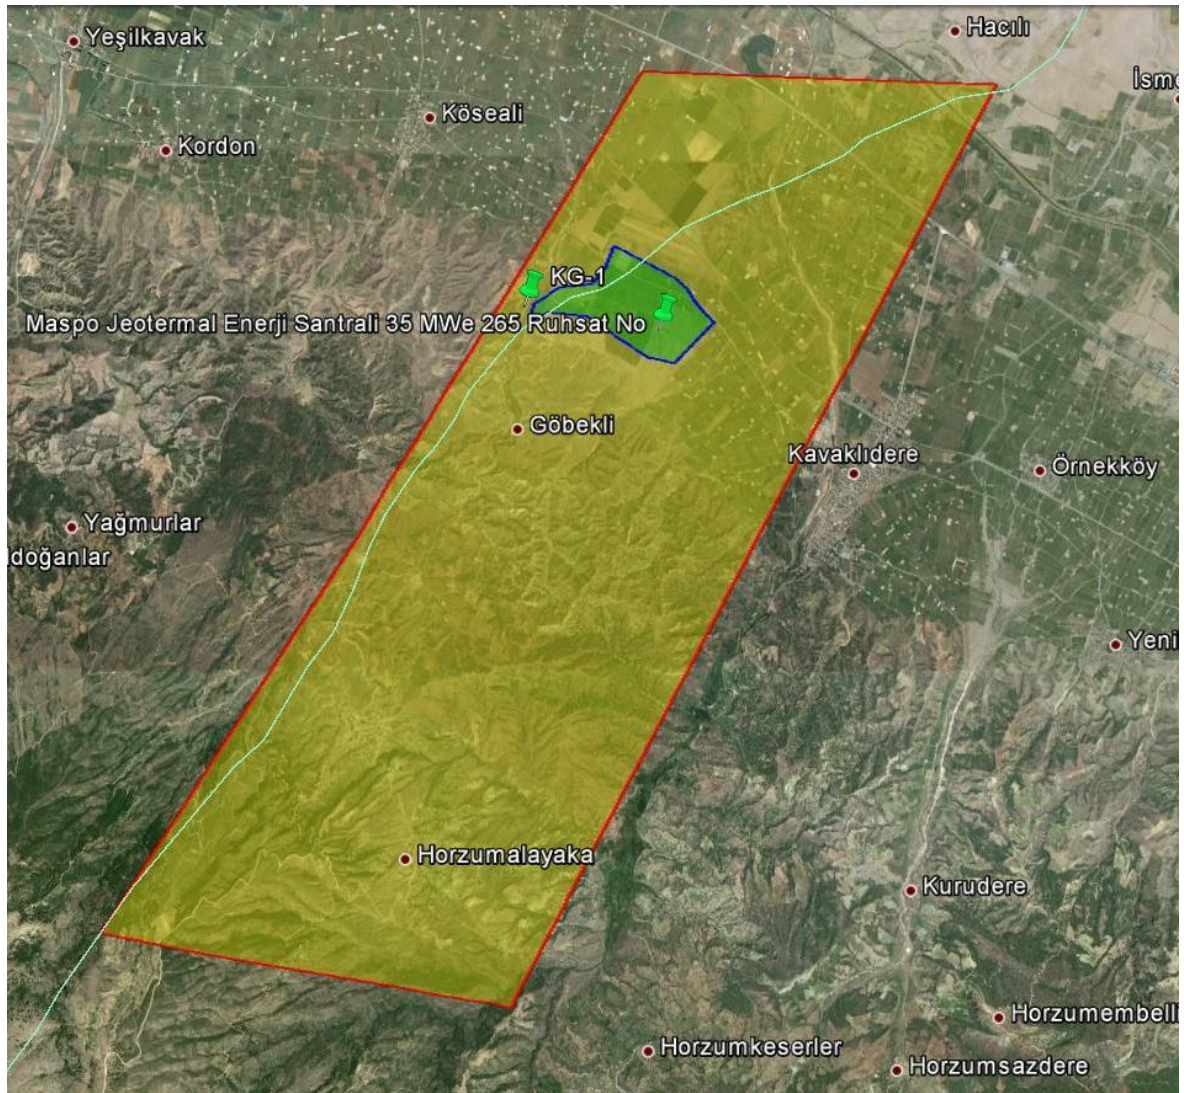 Yeşilkavak
Hacılı
İsme
Köseali
Kordon
KG-1
Maspo Jeotermal Enerji Santrali 35 MWe 265 Ruhsat No
Göbekli
Kavaklıdere
Örnekköy
Yağmurlar
ldoğanlar
Yeni
Horzumalayaka
Kurudere
Horzumembelli
Horzumkeserler
Horzumsazdere